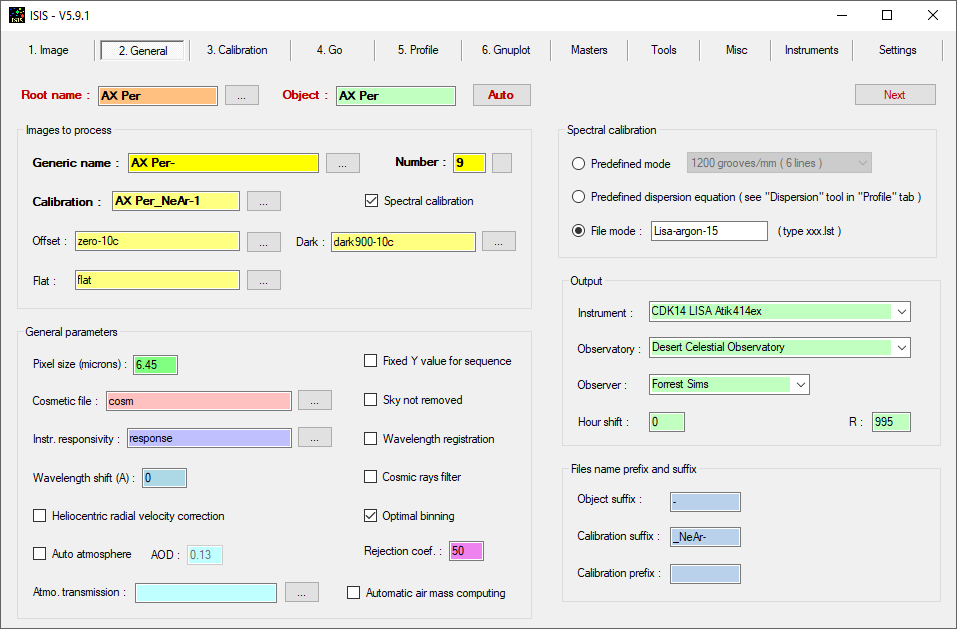 ISIS - V5.9.1
1. Image 2. General 3. Calibration 4. Go 5. Profile 6. Gnuplot Masters Tools Misc Instruments Settings
Root name : AX Per ... Object : AX Per Auto Next
Images to process
Generic name : AX Per- ... Number : 9
Calibration : AX Per_NeAr-1 ... Spectral calibration
Offset : zero-10c ... Dark : dark900-10c ...
Flat : flat ...
Spectral calibration
Predefined mode 1200 grooves/mm ( 6 lines )
Predefined dispersion equation ( see "Dispersion" tool in "Profile" tab )
File mode : Lisa-argon-15 ( type xxx.lst )
General parameters
Pixel size (microns) : 6.45 Fixed Y value for sequence
Cosmetic file : cosm ... Sky not removed
Instr. responsivity : response ... Wavelength registration
Wavelength shift (A) : 0 Cosmic rays filter
Heliocentric radial velocity correction Optimal binning
Auto atmosphere AOD : 0.13 Rejection coef. : 50
Atmo. transmission : ... Automatic air mass computing
Output
Instrument : CDK14 LISA Atik414ex
Observatory : Desert Celestial Observatory
Observer : Forrest Sims
Hour shift : 0 R : 995
Files name prefix and suffix
Object suffix : -
Calibration suffix : _NeAr-
Calibration prefix :